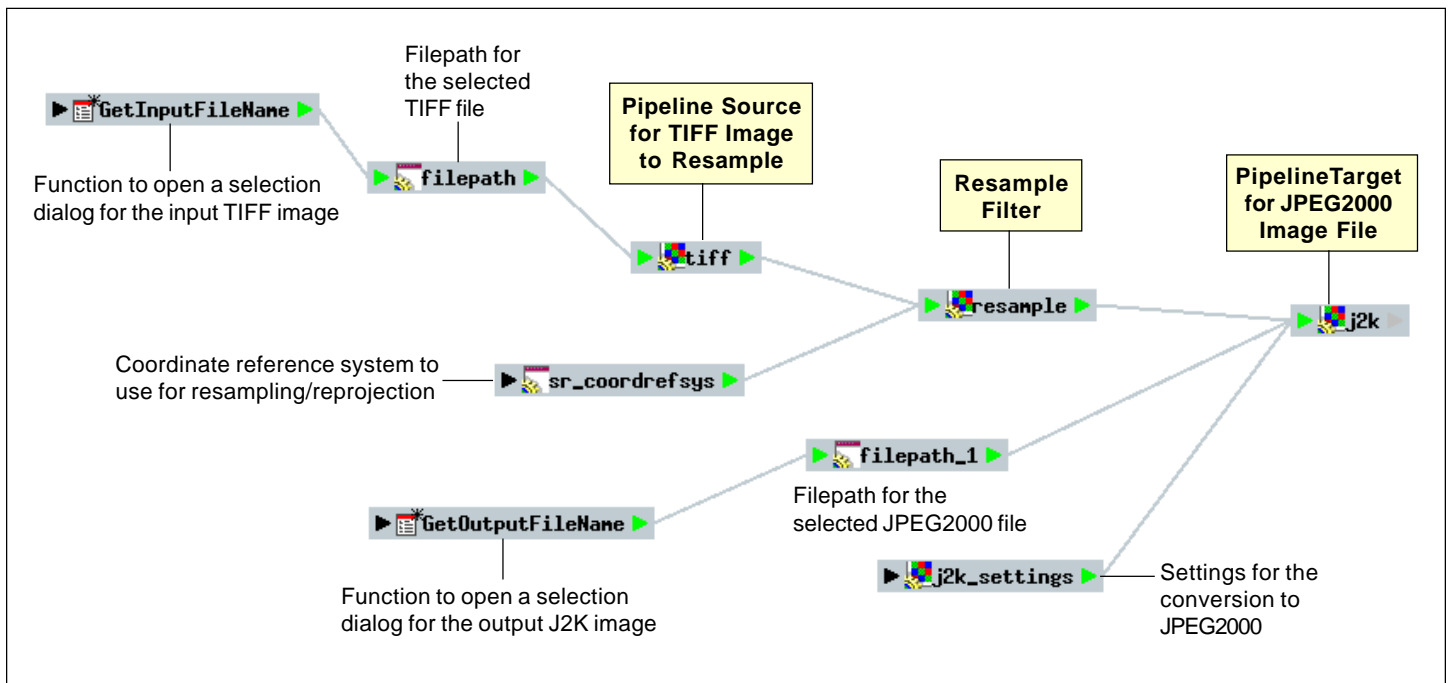 Filepath for
the selected
TIFF file
GetInputFileName
Function to open a selection
dialog for the input TIFF image
filepath
Pipeline Source
for TIFF Image
to Resample
tiff
Resample
Filter
resample
PipelineTarget
for JPEG2000
Image File
j2k
Coordinate reference system to
use for resampling/reprojection
sr_coordrefsys
filepath_1
Filepath for the
selected JPEG2000 file
GetOutputFileName
Function to open a selection
dialog for the output J2K image
j2k_settings
Settings for the
conversion to
JPEG2000